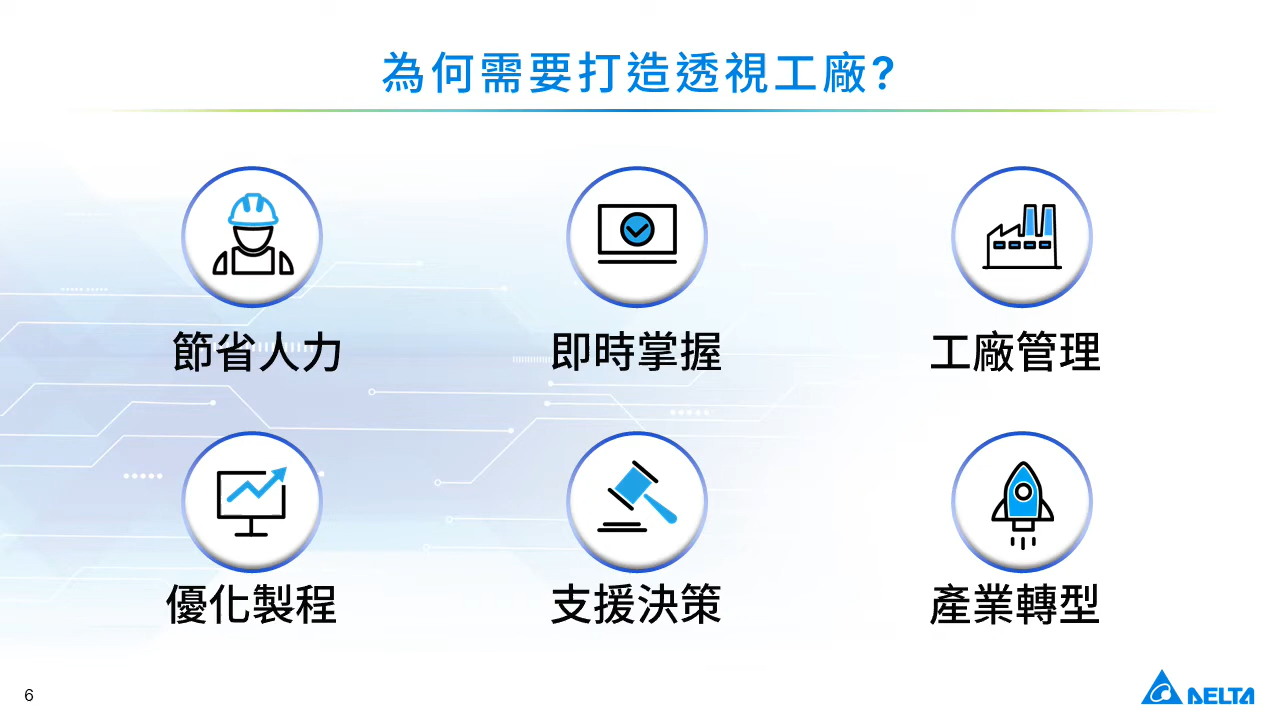 為何需要打造透視工廠?
節省人力
即時掌握
工廠管理
優化製程
支援決策
產業轉型
6
DELTA